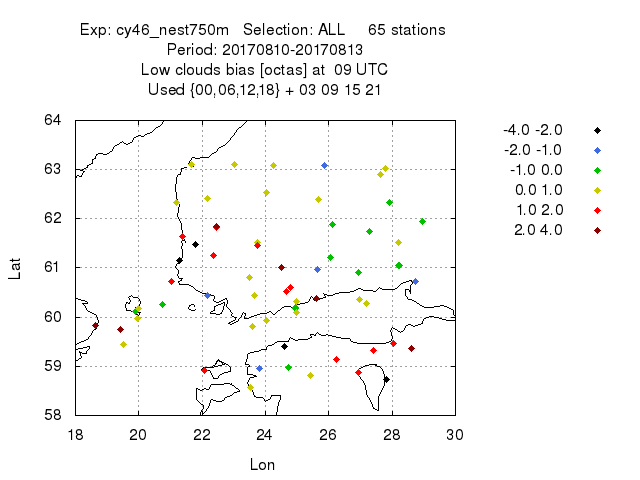 Exp: cy46_nest750m   Selection: ALL     65 stations
Period: 20170810-20170813
Low clouds bias [octas] at  09 UTC
Used {00,06,12,18} + 03 09 15 21
64
63
62
61
60
59
58
Lat
18 20 22 24 26 28 30
Lon
-4.0 -2.0
-2.0 -1.0
-1.0 0.0
0.0 1.0
1.0 2.0
2.0 4.0